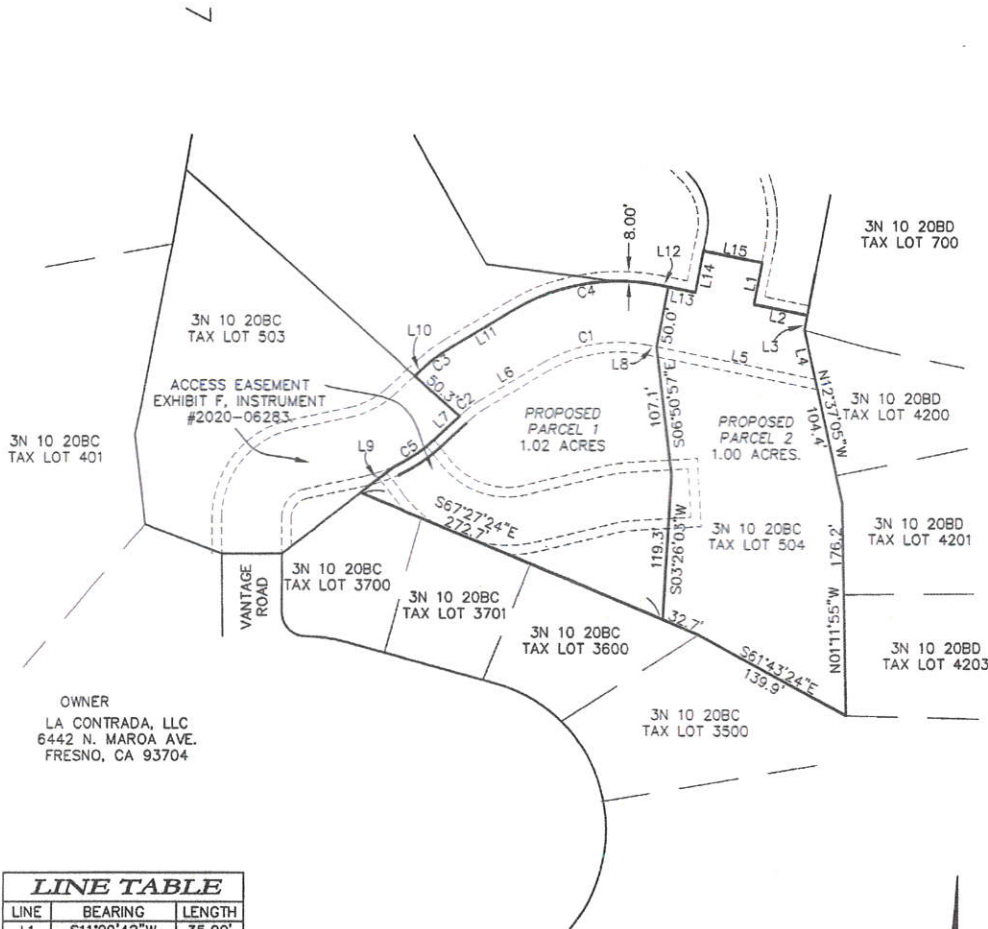 8.00'
L12
L15
L14
L13
L1
L2
L3
L4
3N 10 20BD
TAX LOT 700
L10
L11
C3
C4
50.3'
C2
L6
C1
L8
50.0'
L5
3N 10 20BC
TAX LOT 503
ACCESS EASEMENT
EXHIBIT F, INSTRUMENT
#2020-06283
L7
L9
C5
PROPOSED
PARCEL 1
1.02 ACRES
107.1'
S06°50'57"E
PROPOSED
PARCEL 2
1.00 ACRES.
N12°37'05"W
104.4'
3N 10 20BD
TAX LOT 4200
3N 10 20BC
TAX LOT 401
S67°27'24"E
272.7'
119.3'
S03°26'03"W
3N 10 20BC
TAX LOT 504
176.2'
N01°11'55"W
3N 10 20BD
TAX LOT 4201
VANTAGE
ROAD
3N 10 20BC
TAX LOT 3700
3N 10 20BC
TAX LOT 3701
3N 10 20BC
TAX LOT 3600
32.7'
S61°43'24"E
139.9'
3N 10 20BD
TAX LOT 4203
3N 10 20BC
TAX LOT 3500
OWNER
LA CONTRADA, LLC
6442 N. MAROA AVE.
FRESNO, CA 93704
LINE TABLE
LINE BEARING LENGTH
L1 35.00'